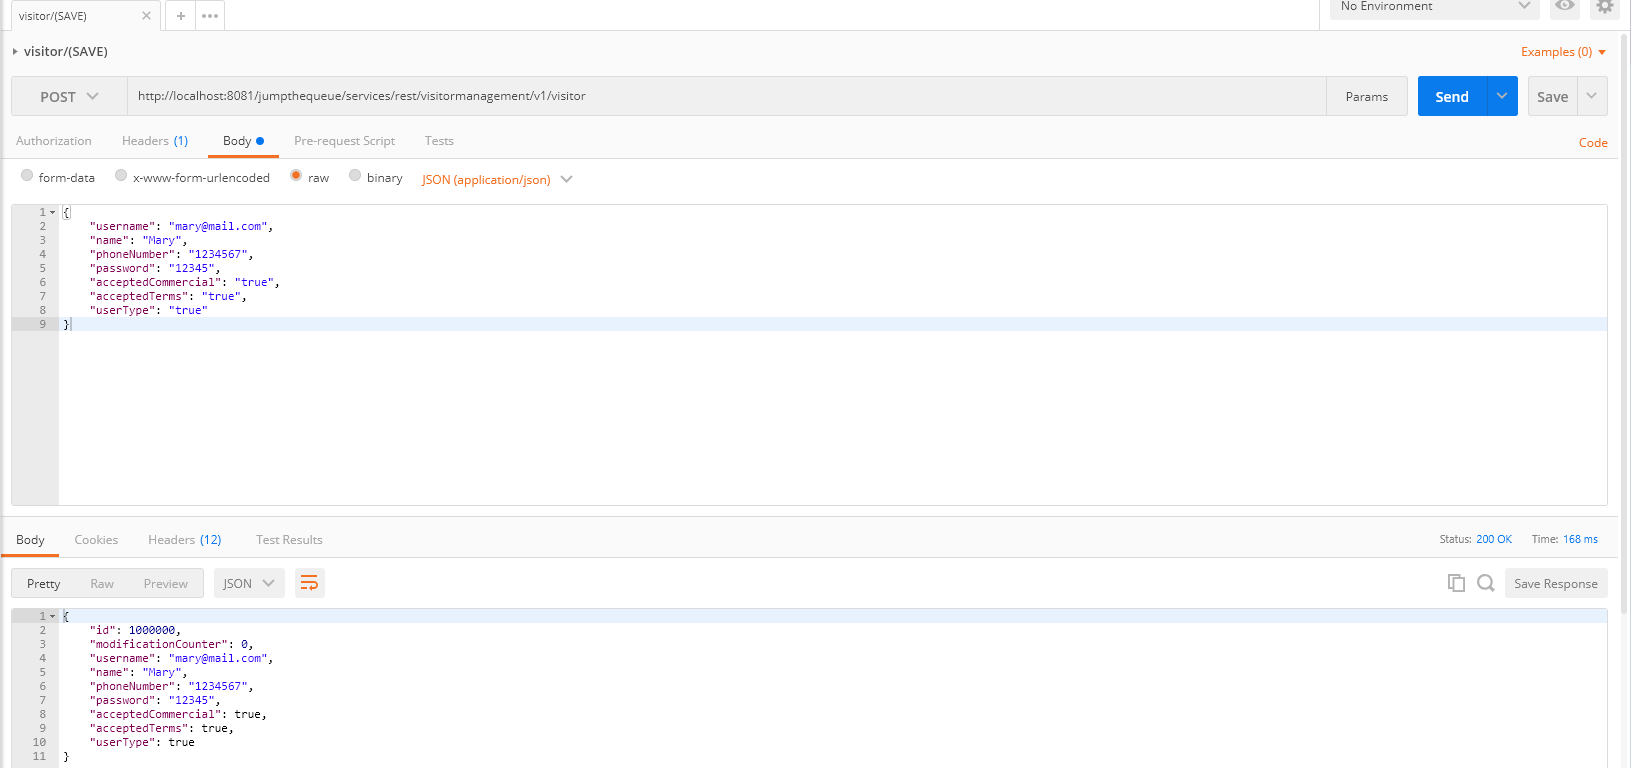 visitor/(SAVE)
No Environment
visitor/(SAVE)
Examples (0)
POST
http://localhost:8081/jumpthequeue/services/rest/visitormanagement/v1/visitor
Params
Send
Save
Authorization
Headers (1)
Body
Pre-request Script
Tests
Code
form-data
x-www-form-urlencoded
raw
binary
JSON (application/json)
1 {
2 "username": "mary@mail.com",
3 "name": "Mary",
4 "phoneNumber": "1234567",
5 "password": "12345",
6 "acceptedCommercial": "true",
7 "acceptedTerms": "true",
8 "userType": "true"
9 }
Body
Cookies
Headers (12)
Test Results
Status: 200 OK
Time: 168 ms
Pretty
Raw
Preview
JSON
Save Response
1 {
2 "id": 1000000,
3 "modificationCounter": 0,
4 "username": "mary@mail.com",
5 "name": "Mary",
6 "phoneNumber": "1234567",
7 "password": "12345",
8 "acceptedCommercial": true,
9 "acceptedTerms": true,
10 "userType": true
11 }